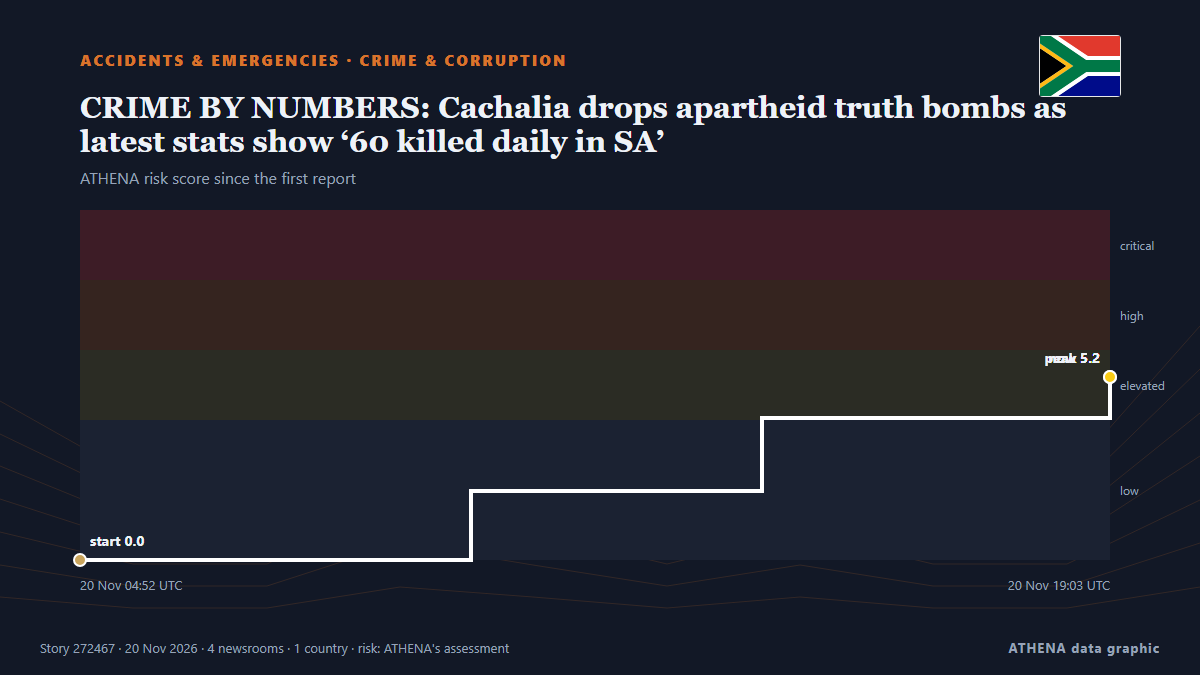 ACCIDENTS & EMERGENCIES · CRIME & CORRUPTION
CRIME BY NUMBERS: Cachalia drops apartheid truth bombs as
latest stats show ‘60 killed daily in SA’
ATHENA risk score since the first report
critical
high
peak 5.2
elevated
low
start 0.0
20 Nov 04:52 UTC
20 Nov 19:03 UTC
Story 272467 · 20 Nov 2026 · 4 newsrooms · 1 country · risk: ATHENA's assessment
ATHENA data graphic